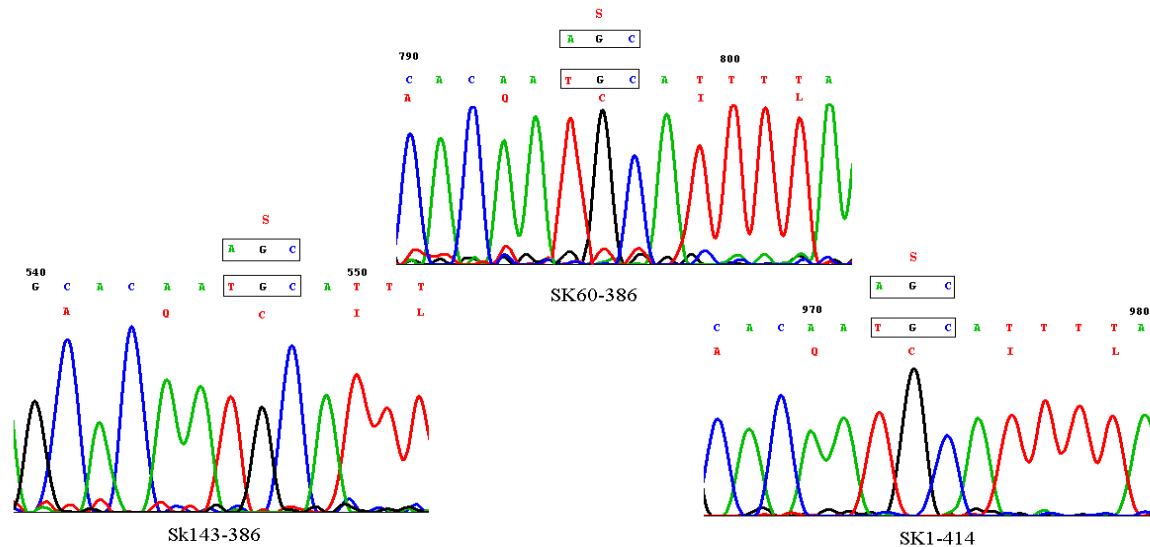 S
A G C
790 800
C A C A A T G C A T T T T A
A Q C I L
SK60-386
S
A G C
540 550
G C A C A A T G C A T T T
A Q C I L
Sk143-386
S
A G C
970 980
C A C A A T G C A T T T T A
A Q C I L
SK1-414